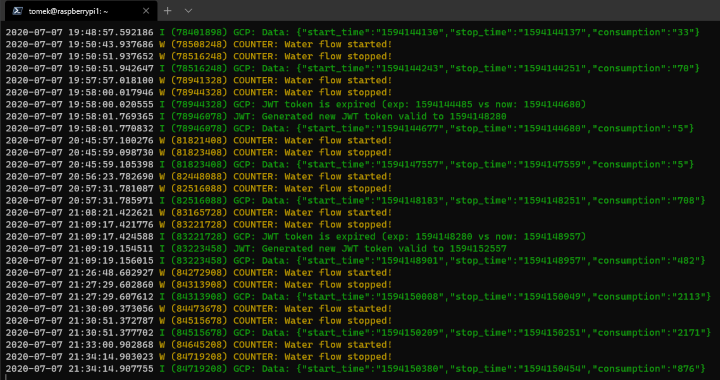 tomek@raspberrypi1: ~
2020-07-07 19:48:57.592186 I (78401898) GCP: Data: {"start_time":"1594144130","stop_time":"1594144137","consumption":"33"}
2020-07-07 19:50:43.937686 W (78508248) COUNTER: Water flow started!
2020-07-07 19:50:51.937652 W (78516248) COUNTER: Water flow stopped!
2020-07-07 19:50:51.942647 I (78516248) GCP: Data: {"start_time":"1594144243","stop_time":"1594144251","consumption":"70"}
2020-07-07 19:57:57.018100 W (78941328) COUNTER: Water flow started!
2020-07-07 19:58:00.017946 W (78944328) COUNTER: Water flow stopped!
2020-07-07 19:58:00.020555 I (78944328) GCP: JWT token is expired (exp: 1594144485 vs now: 1594144680)
2020-07-07 19:58:01.769365 I (78946078) JWT: Generated new JWT token valid to 1594148280
2020-07-07 19:58:01.770832 I (78946078) GCP: Data: {"start_time":"1594144677","stop_time":"1594144680","consumption":"5"}
2020-07-07 20:45:57.100276 W (81821408) COUNTER: Water flow started!
2020-07-07 20:45:59.098730 W (81823408) COUNTER: Water flow stopped!
2020-07-07 20:45:59.105398 I (81823408) GCP: Data: {"start_time":"1594147557","stop_time":"1594147559","consumption":"5"}
2020-07-07 20:56:23.782690 W (82448088) COUNTER: Water flow started!
2020-07-07 20:57:31.781087 W (82516088) COUNTER: Water flow stopped!
2020-07-07 20:57:31.785971 I (82516088) GCP: Data: {"start_time":"1594148183","stop_time":"1594148251","consumption":"708"}
2020-07-07 21:08:21.422621 W (83165728) COUNTER: Water flow started!
2020-07-07 21:09:17.421776 W (83221728) COUNTER: Water flow stopped!
2020-07-07 21:09:17.424588 I (83221728) GCP: JWT token is expired (exp: 1594148280 vs now: 1594148957)
2020-07-07 21:09:19.154511 I (83223458) JWT: Generated new JWT token valid to 1594152557
2020-07-07 21:09:19.156015 I (83223458) GCP: Data: {"start_time":"1594148901","stop_time":"1594148957","consumption":"482"}
2020-07-07 21:26:48.602927 W (84272908) COUNTER: Water flow started!
2020-07-07 21:27:29.602860 W (84313908) COUNTER: Water flow stopped!
2020-07-07 21:27:29.607612 I (84313908) GCP: Data: {"start_time":"1594150008","stop_time":"1594150049","consumption":"2113"}
2020-07-07 21:30:09.373056 W (84473678) COUNTER: Water flow started!
2020-07-07 21:30:51.372787 W (84515678) COUNTER: Water flow stopped!
2020-07-07 21:30:51.377702 I (84515678) GCP: Data: {"start_time":"1594150209","stop_time":"1594150251","consumption":"2171"}
2020-07-07 21:33:00.902868 W (84645208) COUNTER: Water flow started!
2020-07-07 21:34:14.903023 W (84719208) COUNTER: Water flow stopped!
2020-07-07 21:34:14.907755 I (84719208) GCP: Data: {"start_time":"1594150380","stop_time":"1594150454","consumption":"876"}